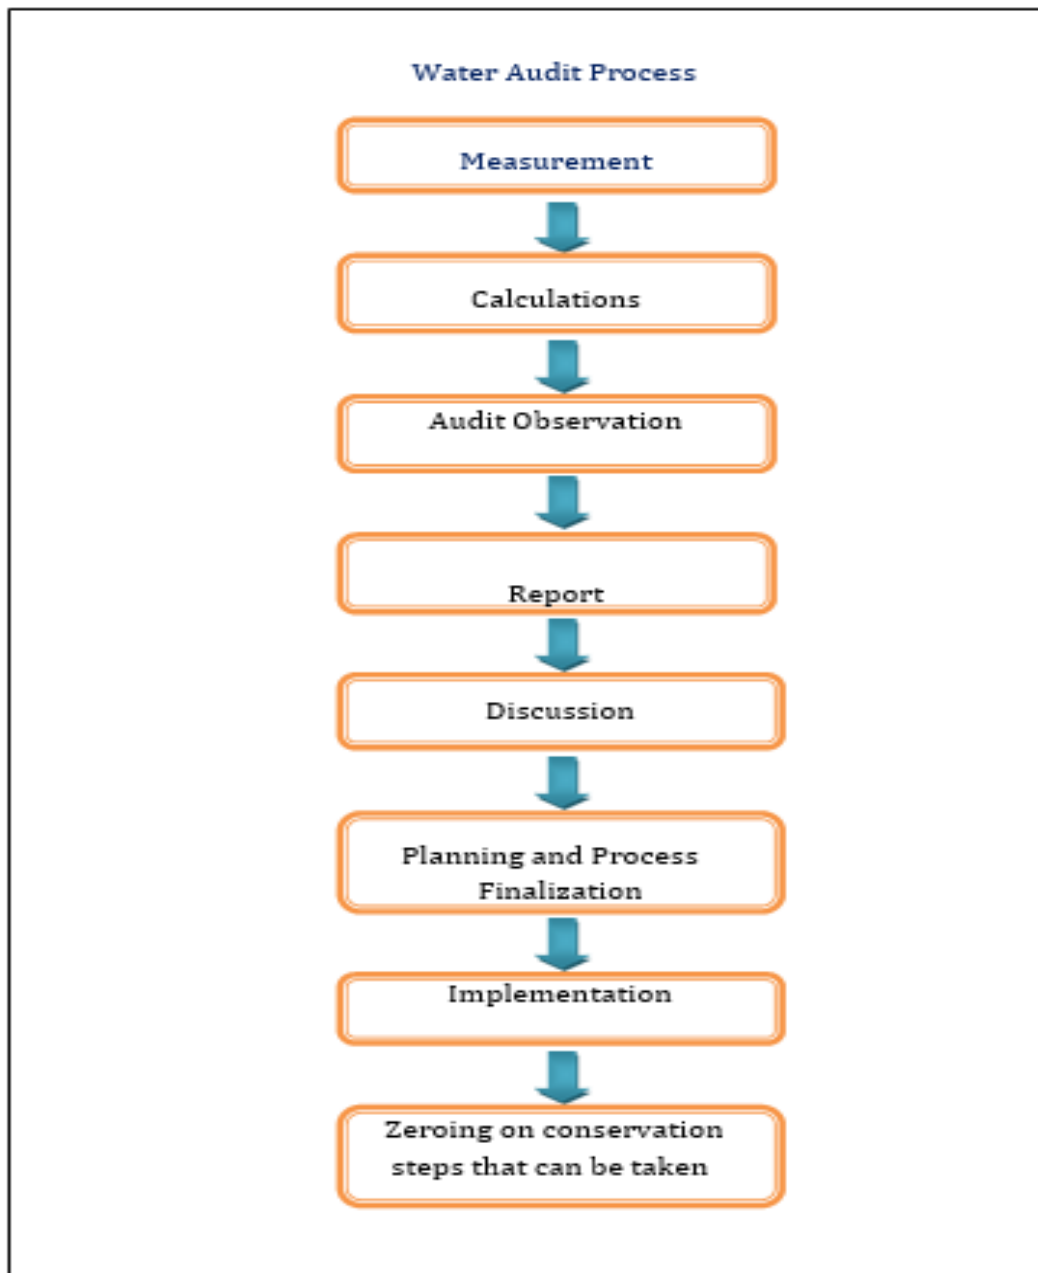 Water Audit Process
Measurement
Calculations
Audit Observation
Report
Discussion
Planning and Process
Finalization
Implementation
Zeroing on conservation
steps that can be taken